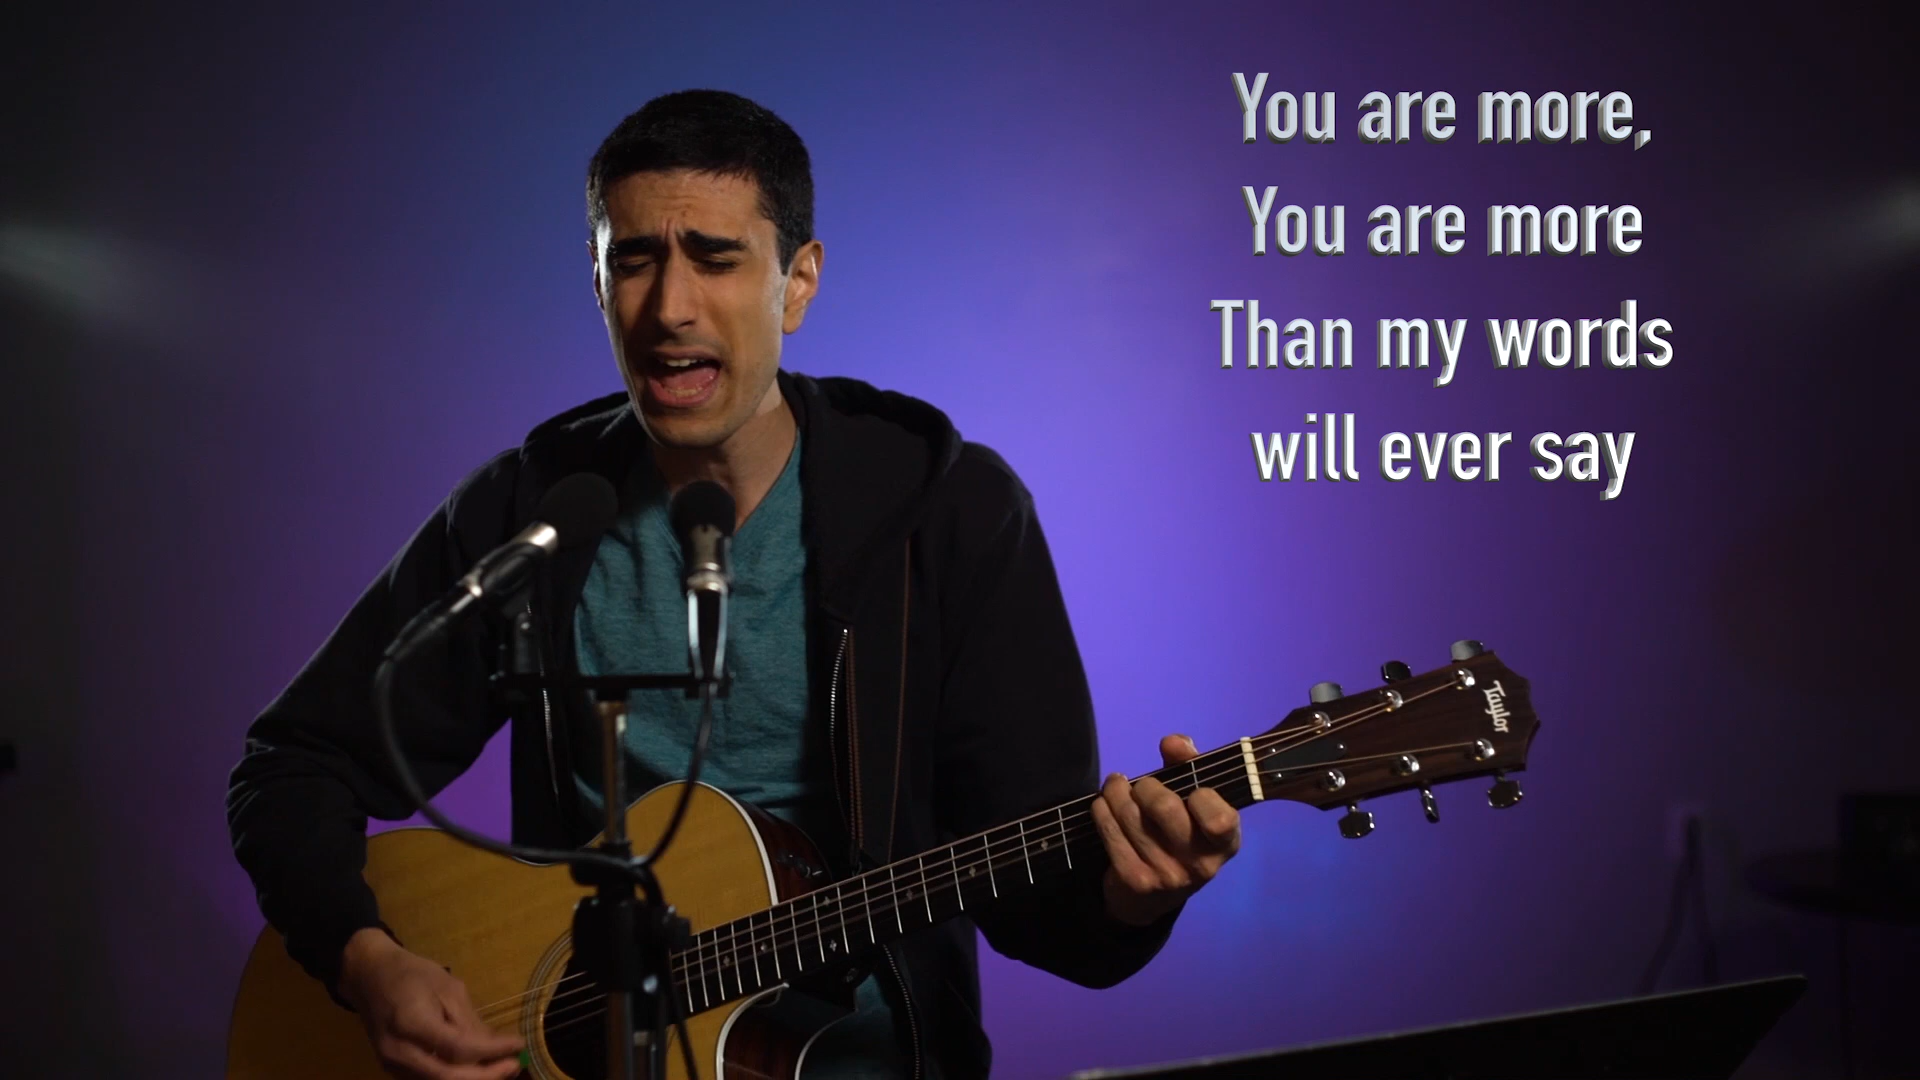 You are more,
You are more
Than my words
will ever say
Taylor